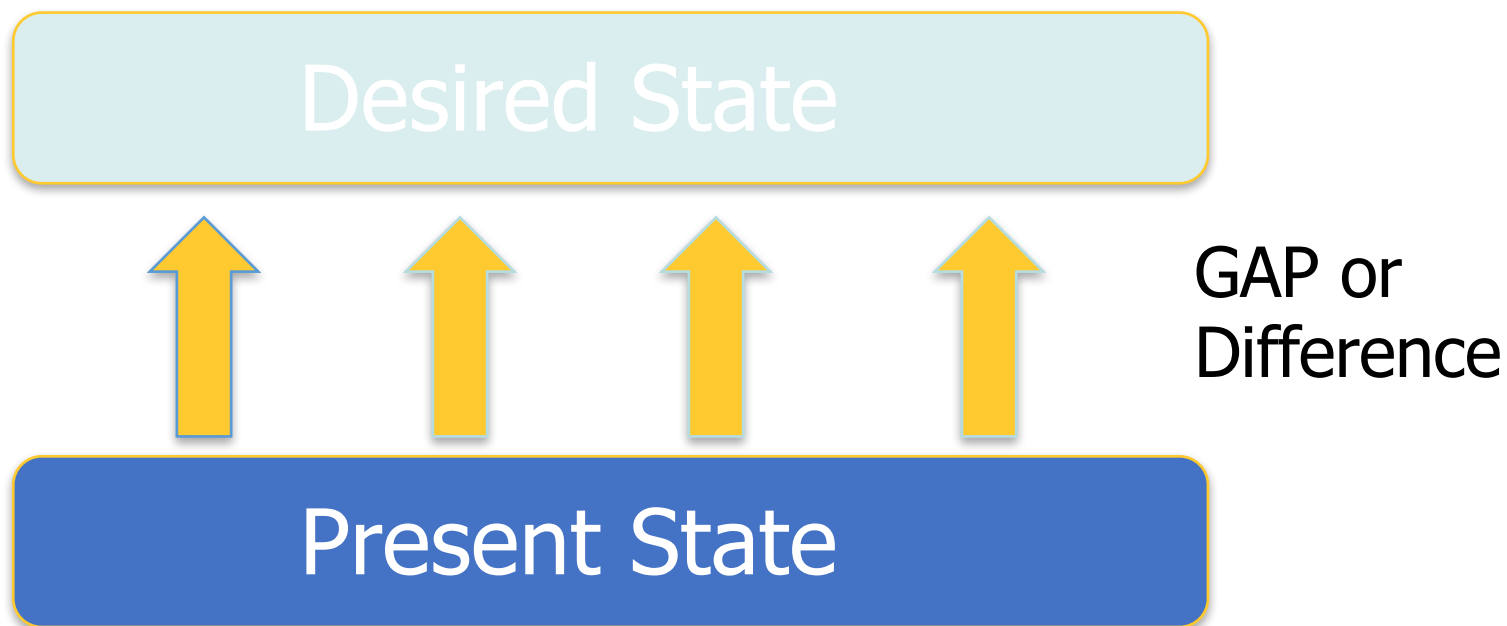 Desired State
GAP or
Difference
Present State